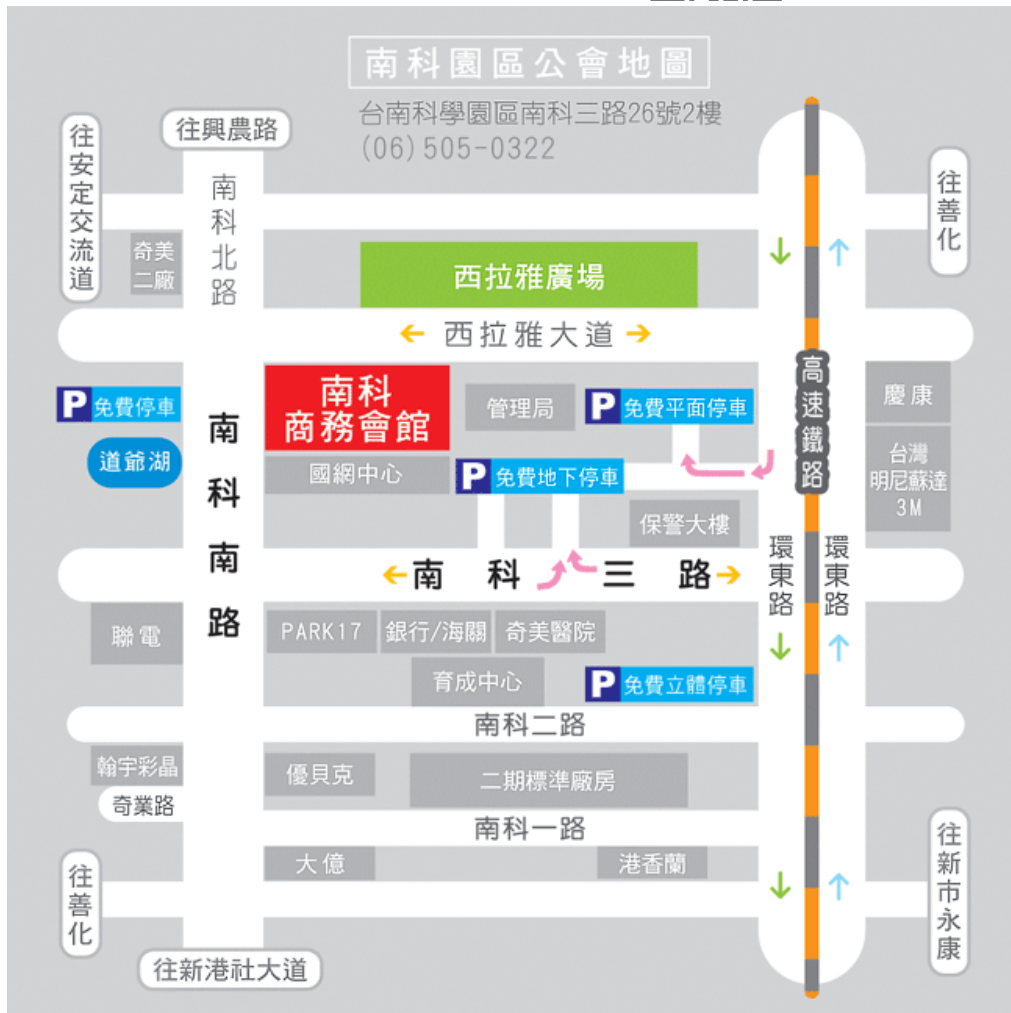 南科園區公會地圖
台南科學園區南科三路26號2樓
(06)505-0322
往安定交流道
往興農路
往善化
南科北路
奇美
二廠
西拉雅廣場
← 西拉雅大道 →
P 免費停車
道爺湖
南科
商務會館
管理局
P 免費平面停車
高速鐵路
慶康
台灣
明尼蘇達
3M
國網中心
P 免費地下停車
保警大樓
南科南路
←南科三路→
環東路
環東路
聯電
PARK17
銀行/海關
奇美醫院
育成中心
P 免費立體停車
南科二路
翰宇彩晶
奇業路
優貝克
二期標準廠房
南科一路
大億
港香蘭
往善化
往新港社大道
往新市永康